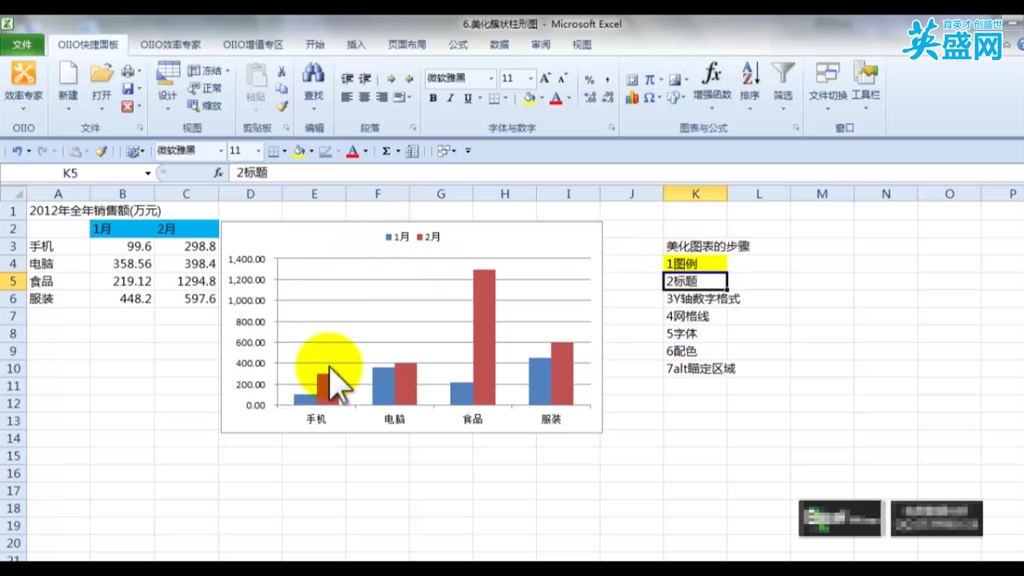 6.美化簇状柱形图 - Microsoft Excel
育英才 创盛世
英盛网
文件 OIIO快捷面板 OIIO效率专家 OIIO增值专区 开始 插入 页面布局 公式 数据 审阅 视图
效率专家 新建 打开 设计 冻结 正常 缩放 粘贴 查找 微软雅黑 11 B I U fx 增强函数 排序 筛选 文件切换 工具栏
OIIO 文件 视图 剪贴板 编辑 段落 字体与数字 图表与公式 窗口
微软雅黑 11
K5 fx 2标题
A B C D E F G H I J K L M N O P
1 2012年全年销售额(万元)
2 1月 2月
3 手机 99.6 298.8 美化图表的步骤
4 电脑 358.56 398.4 1图例
5 食品 219.12 1294.8 2标题
6 服装 448.2 597.6 3Y轴数字格式
7 4网格线
8 5字体
9 6配色
10 7alt瞄定区域
11
12
13
14
15
16
17
18
19
20
21
1月 2月
1,400.00
1,200.00
1,000.00
800.00
600.00
400.00
200.00
0.00
手机 电脑 食品 服装